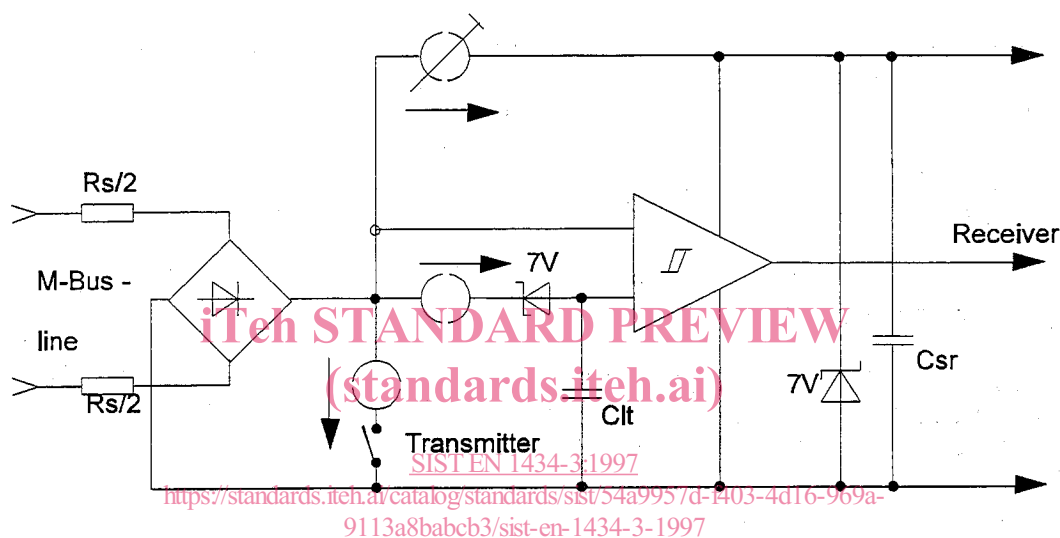 Rs/2
Receiver
M-Bus -
7V
iTeh STANDARD PREVIEW
line
(standards.iteh.ai)
7V
Csr
Rs/2
Clt
Transmitter
SIST EN 1434-3:1997
https://standards.iteh.ai/catalog/standards/sist/54a9957d-f403-4d16-969a-
9113a8babcb3/sist-en-1434-3-1997